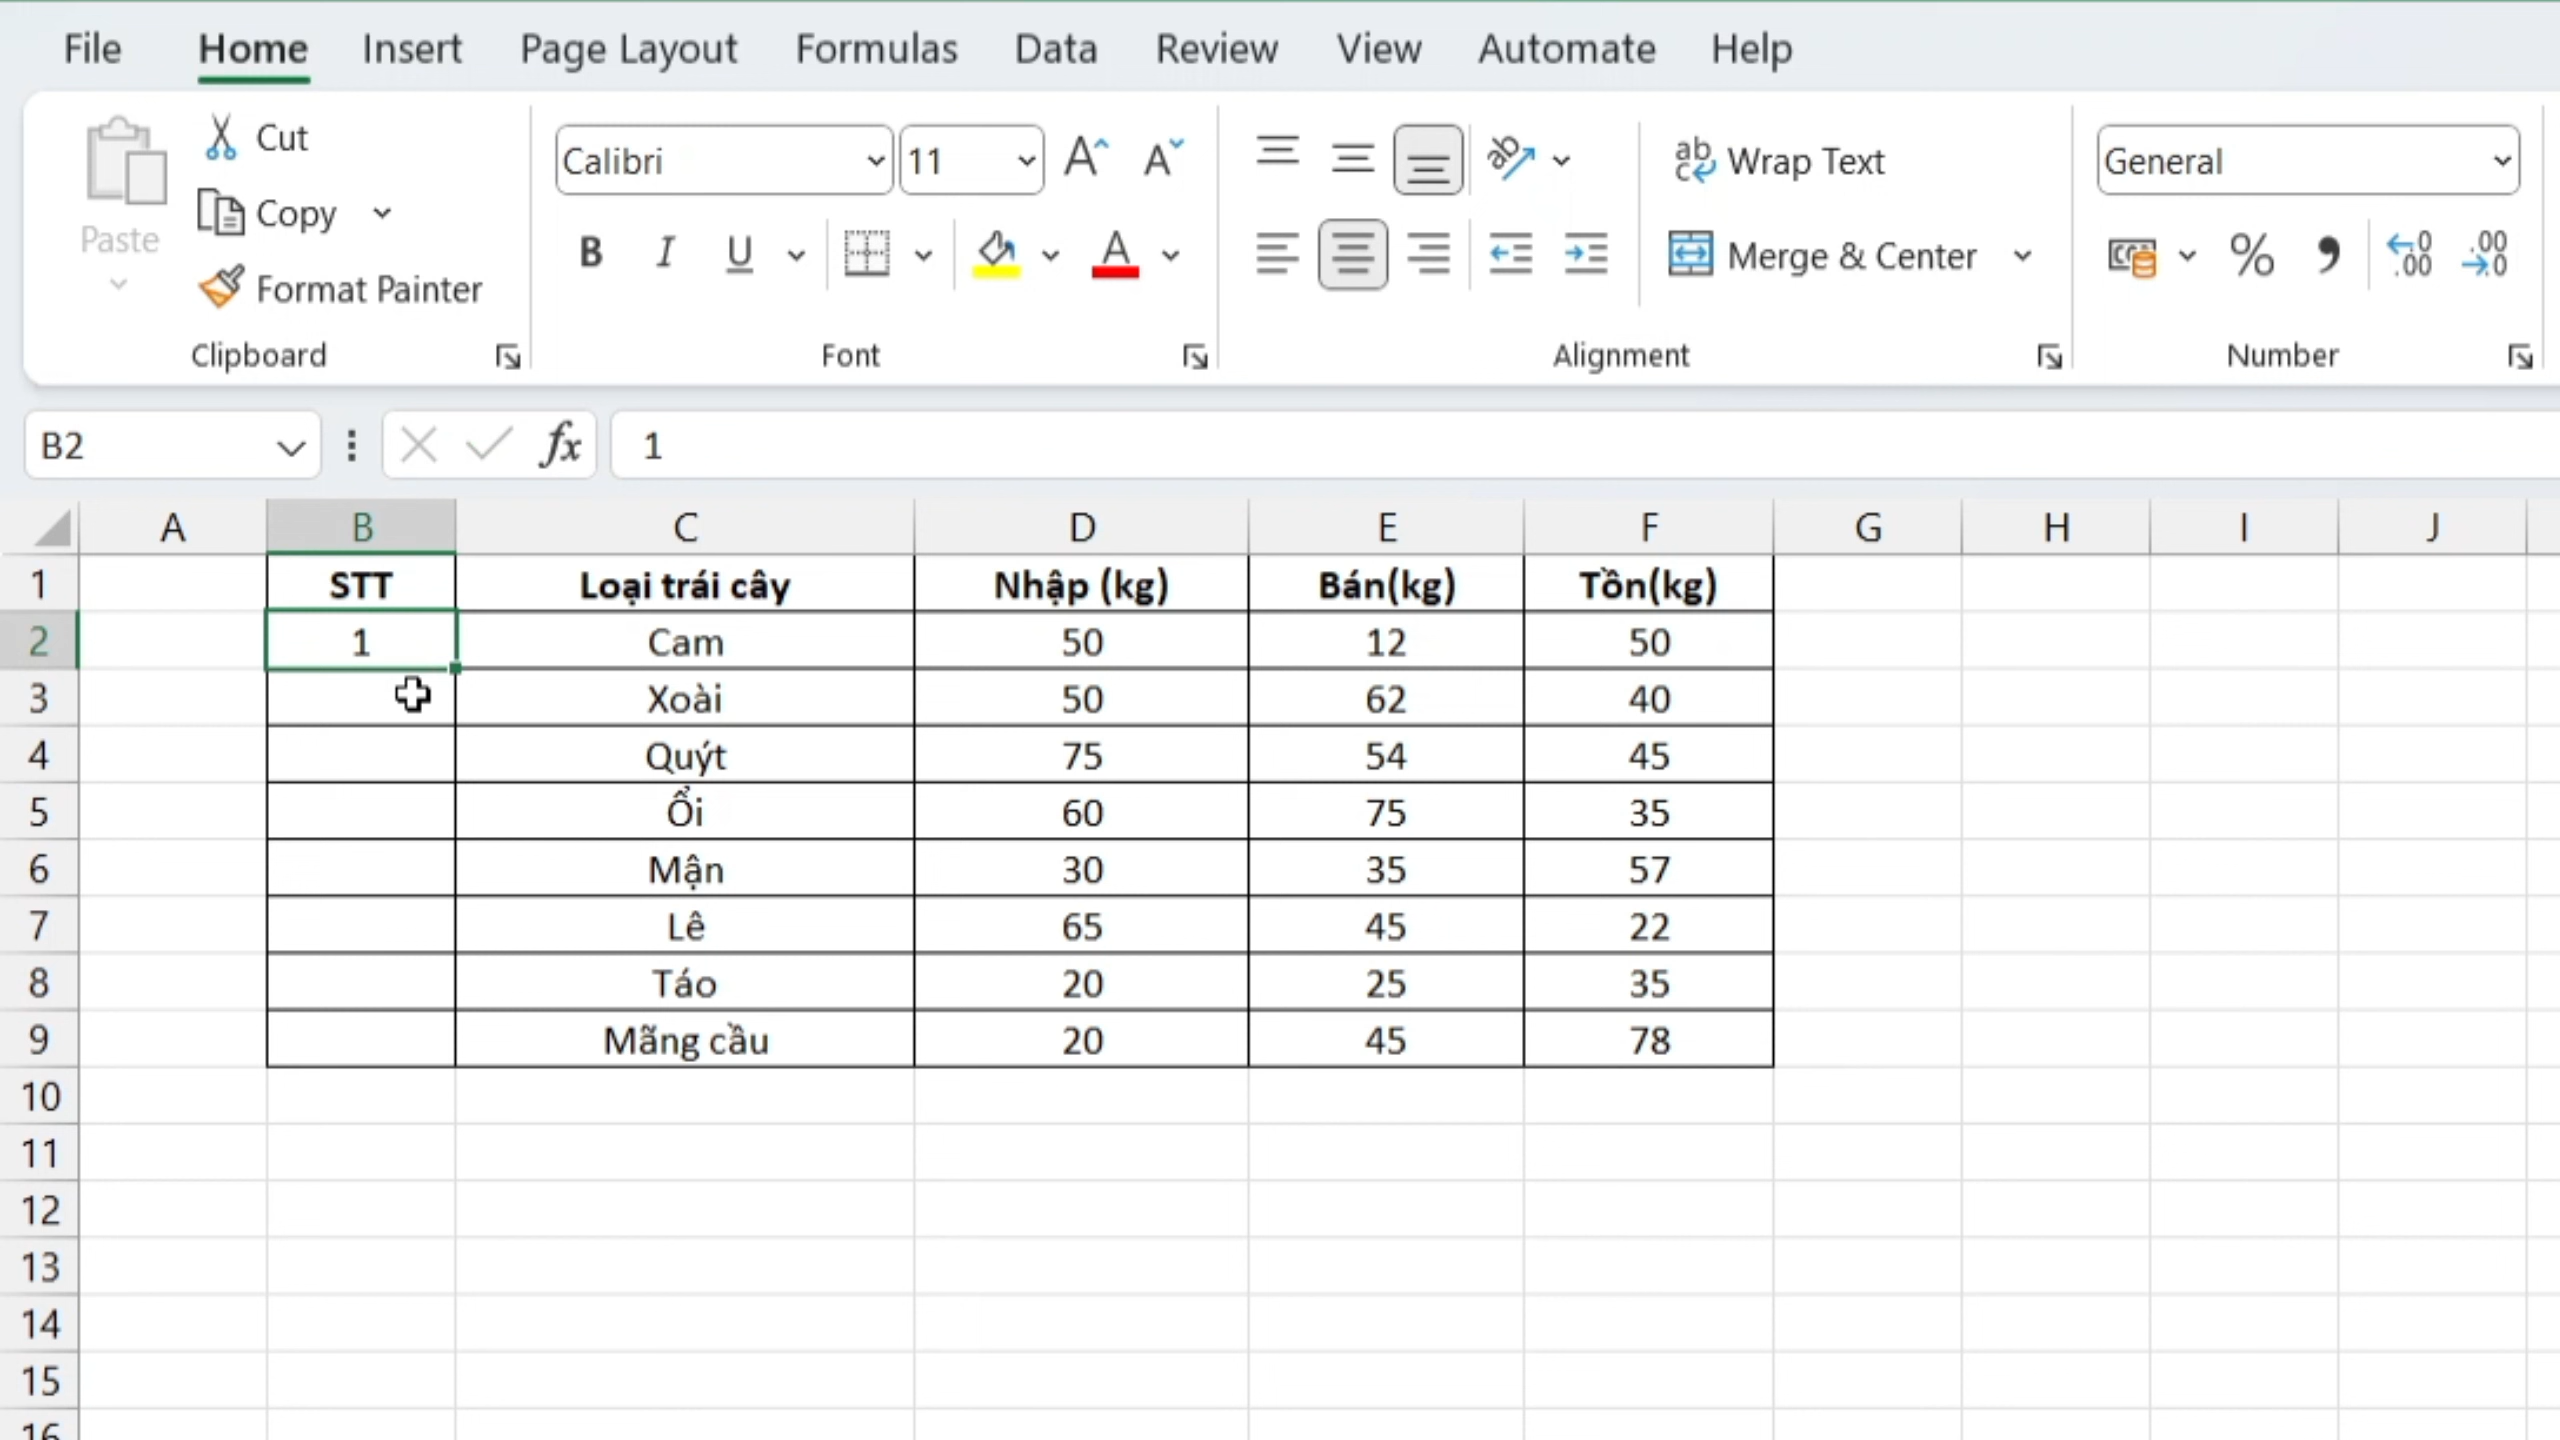 File Home Insert Page Layout Formulas Data Review View Automate Help
Paste
Cut
Copy
Format Painter
Clipboard
Calibri 11 A A
B I U A
Font
ab Wrap Text
Merge & Center
Alignment
General
% , .00 .00
Number
B2 fx 1
A B C D E F G H I J
1 STT Loại trái cây Nhập (kg) Bán(kg) Tồn(kg)
2 1 Cam 50 12 50
3 Xoài 50 62 40
4 Quýt 75 54 45
5 Ổi 60 75 35
6 Mận 30 35 57
7 Lê 65 45 22
8 Táo 20 25 35
9 Mãng cầu 20 45 78
10
11
12
13
14
15
16